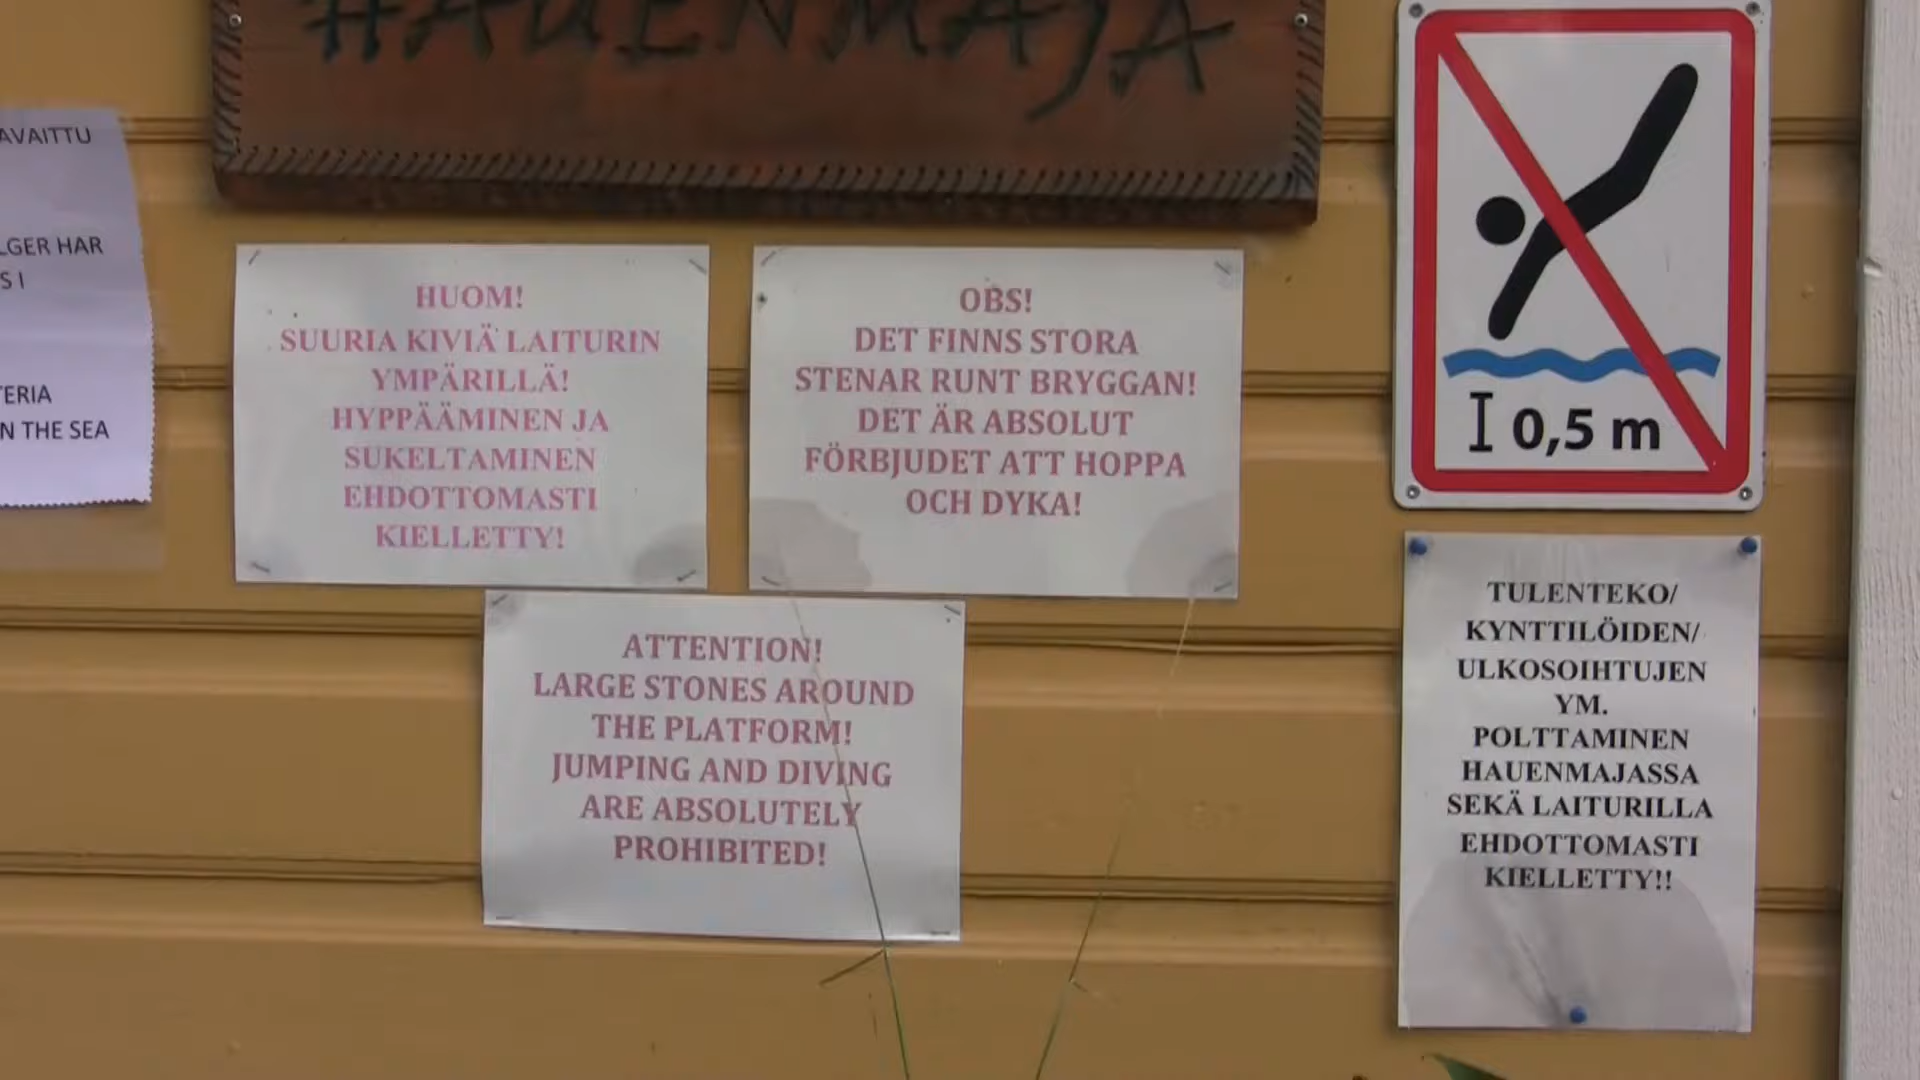 HAUENMAJA
AVAITTU
LGER HAR
S I
TERIA
N THE SEA
HUOM!
SUURIA KIVIÄ LAITURIN
YMPÄRILLÄ!
HYPPÄÄMINEN JA
SUKELTAMINEN
EHDOTTOMASTI
KIELLETTY!
OBS!
DET FINNS STORA
STENAR RUNT BRYGGAN!
DET ÄR ABSOLUT
FÖRBJUDET ATT HOPPA
OCH DYKA!
ATTENTION!
LARGE STONES AROUND
THE PLATFORM!
JUMPING AND DIVING
ARE ABSOLUTELY
PROHIBITED!
0,5 m
TULENTEKO/
KYNTTILÖIDEN/
ULKOSOIHTUJEN
YM.
POLTTAMINEN
HAUENMAJASSA
SEKÄ LAITURILLA
EHDOTTOMASTI
KIELLETTY!!